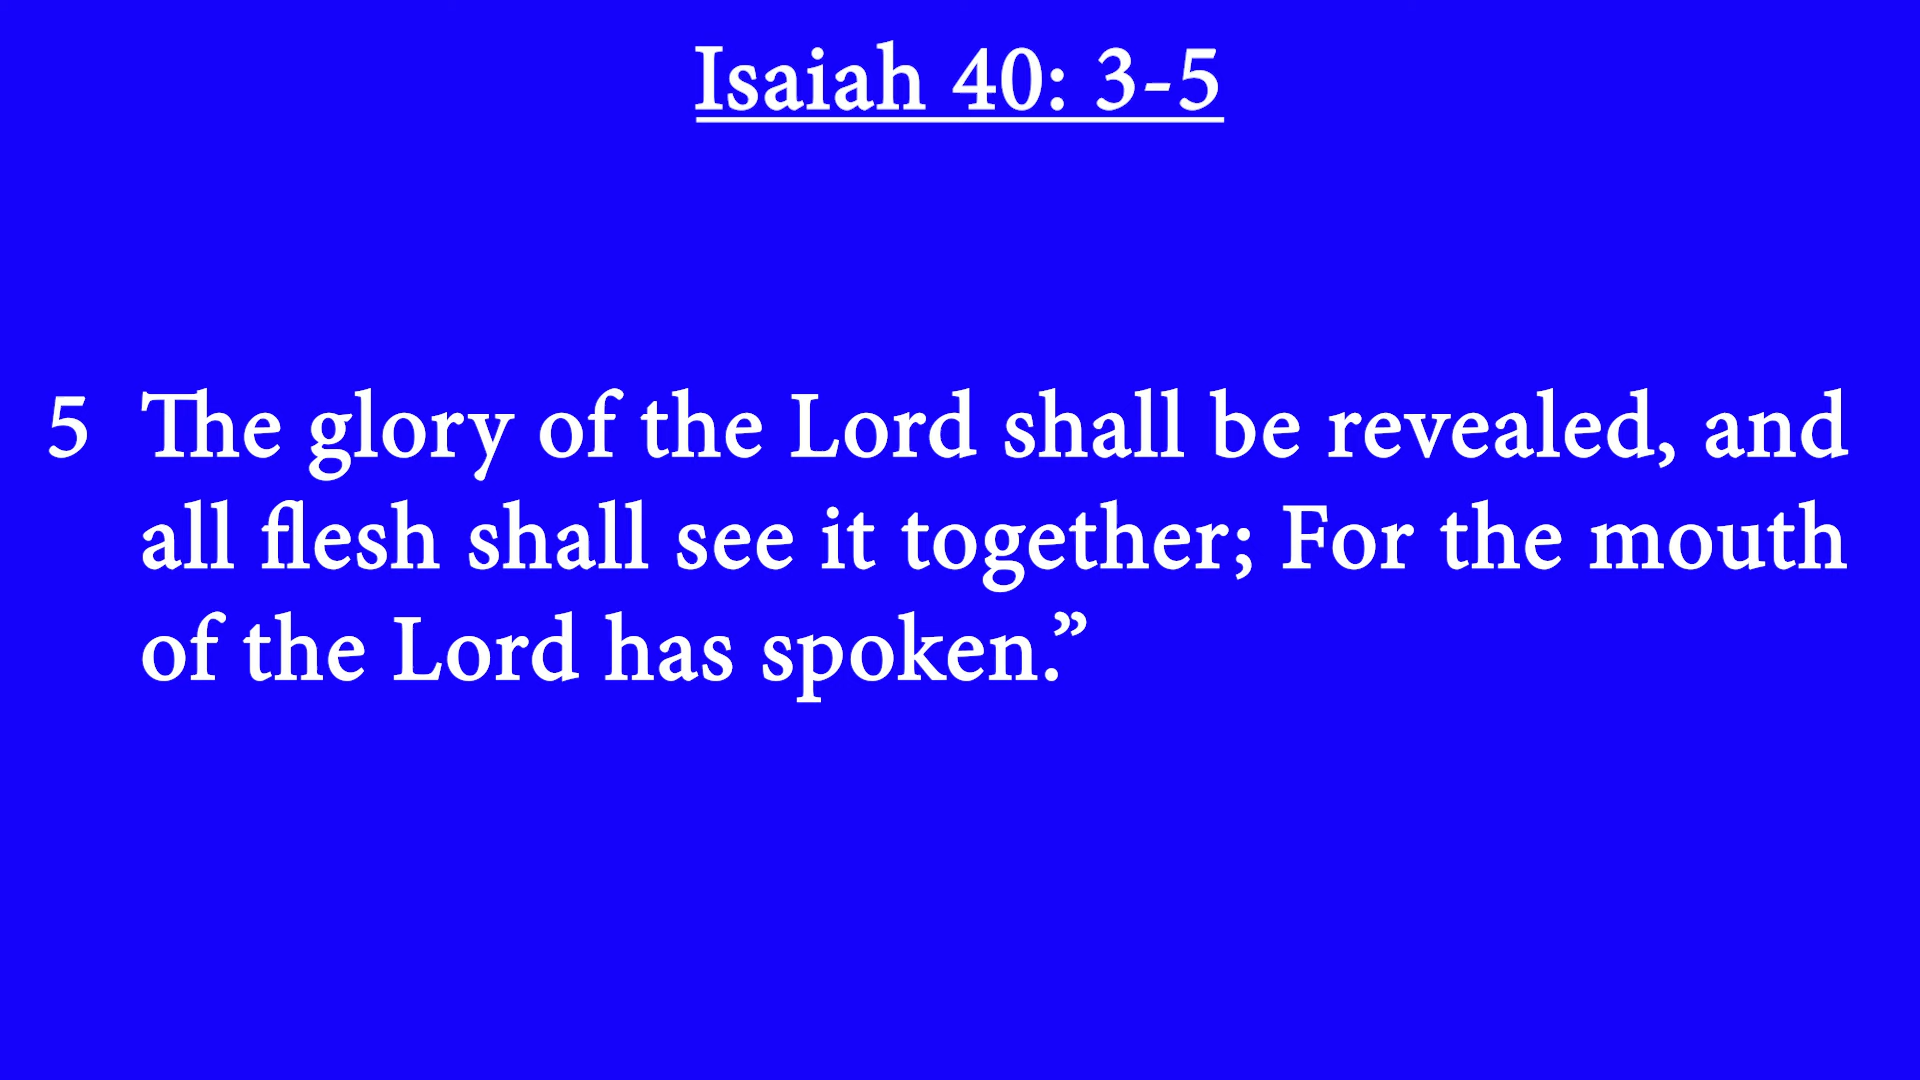 Isaiah 40: 3-5
5 The glory of the Lord shall be revealed, and
all flesh shall see it together; For the mouth
of the Lord has spoken.”